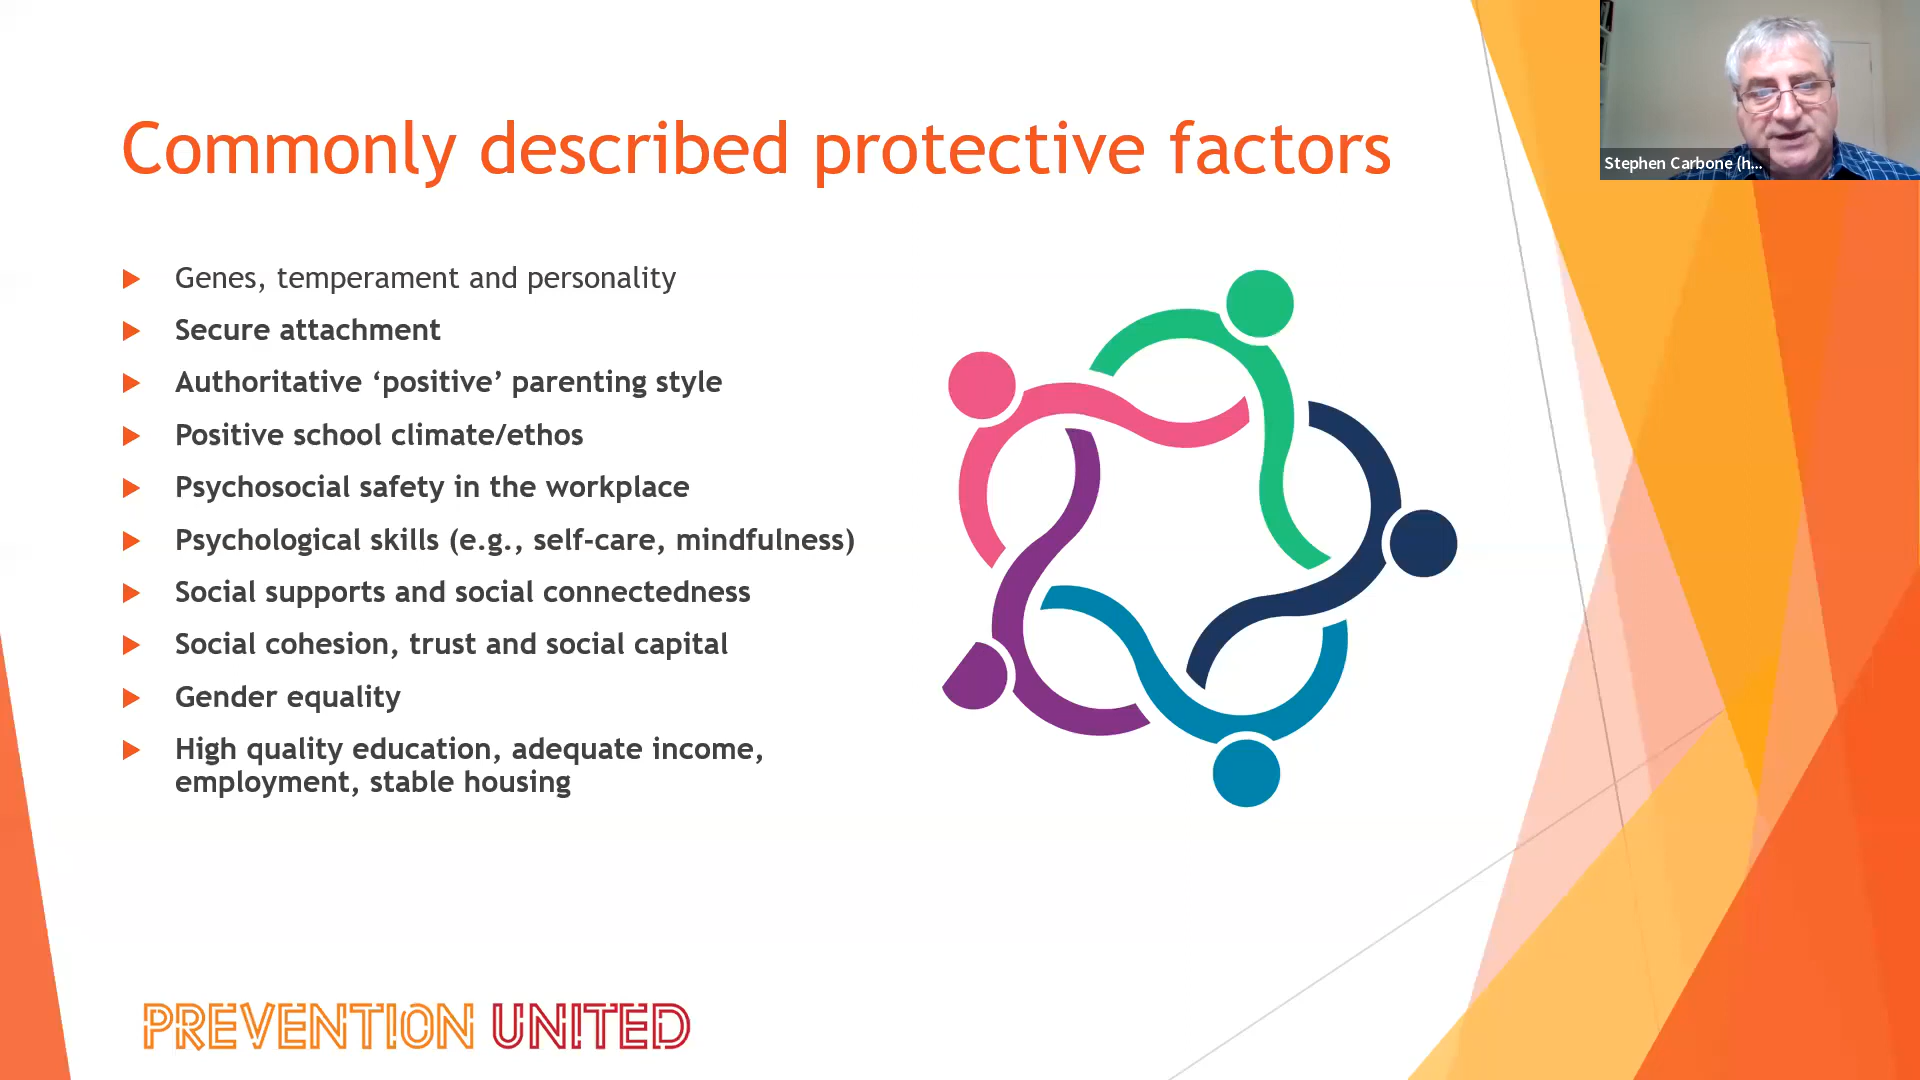 Commonly described protective factors
Stephen Carbone (h...
Genes, temperament and personality
Secure attachment
Authoritative ‘positive’ parenting style
Positive school climate/ethos
Psychosocial safety in the workplace
Psychological skills (e.g., self-care, mindfulness)
Social supports and social connectedness
Social cohesion, trust and social capital
Gender equality
High quality education, adequate income,
employment, stable housing
PREVENTION UNITED